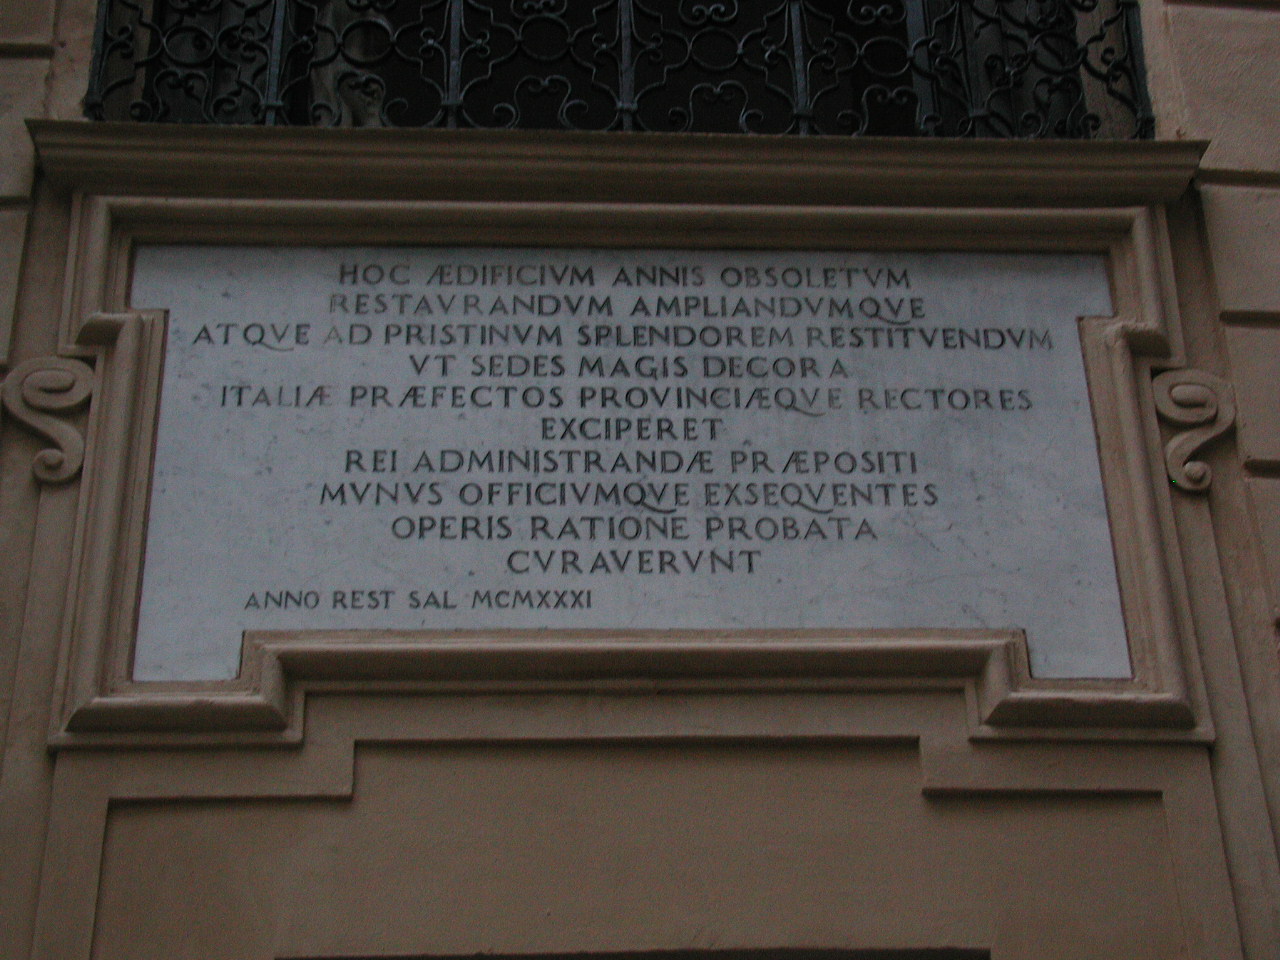 HOC ÆDIFICIVM ANNIS OBSOLETVM
RESTAVRANDVM AMPLIANDVMQVE
ATQVE AD PRISTINVM SPLENDOREM RESTITVENDVM
VT SEDES MAGIS DECORA
ITALIÆ PRÆFECTOS PROVINCIÆQVE RECTORES
EXCIPERET
REI ADMINISTRANDÆ PRÆPOSITI
MVNVS OFFICIVMQVE EXSEQVENTES
OPERIS RATIONE PROBATA
CVRAVERVNT
ANNO REST SAL MCMXXXI